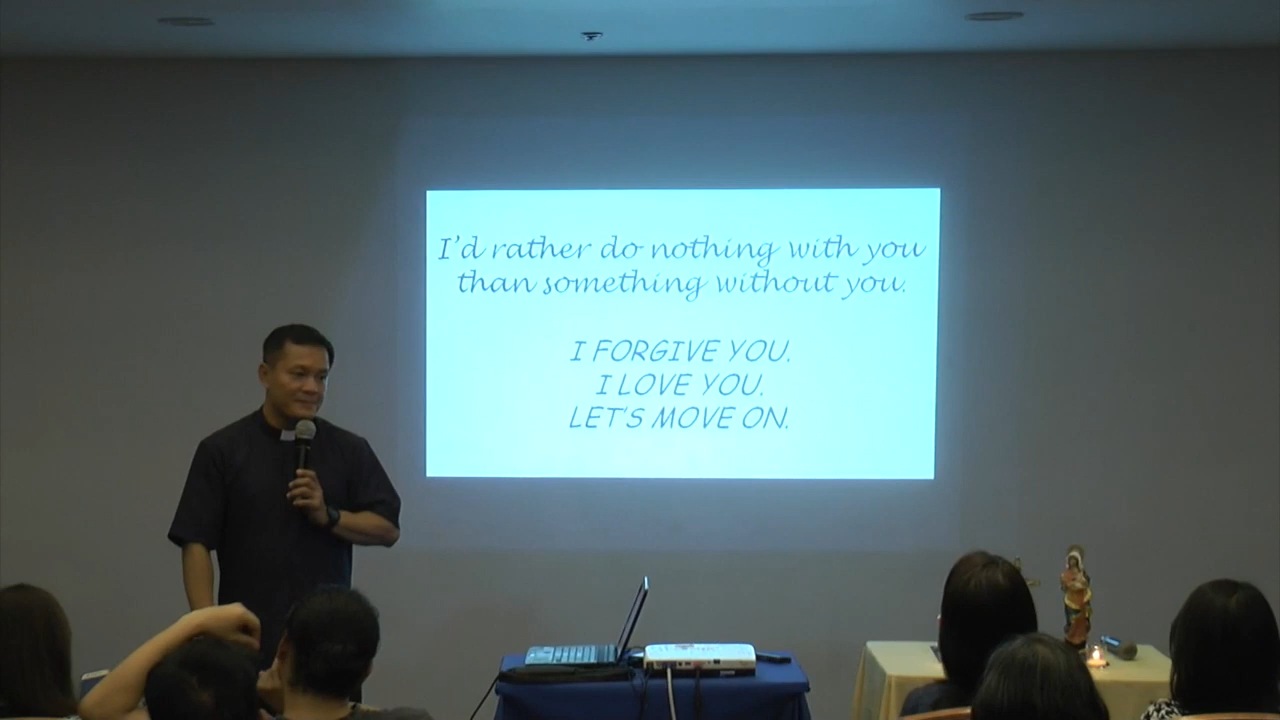 I'd rather do nothing with you
than something without you.
I FORGIVE YOU.
I LOVE YOU.
LET'S MOVE ON.